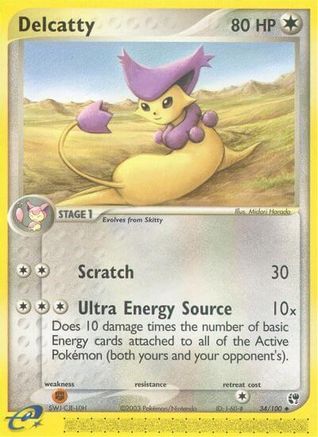 Delcatty 80 HP
Illus. Midori Harada
STAGE 1
Evolves from Skitty
Scratch 30
Ultra Energy Source 10x
Does 10 damage times the number of basic
Energy cards attached to all of the Active
Pokémon (both yours and your opponent's).
weakness resistance retreat cost
©2003 Pokémon/Nintendo 34/100
e